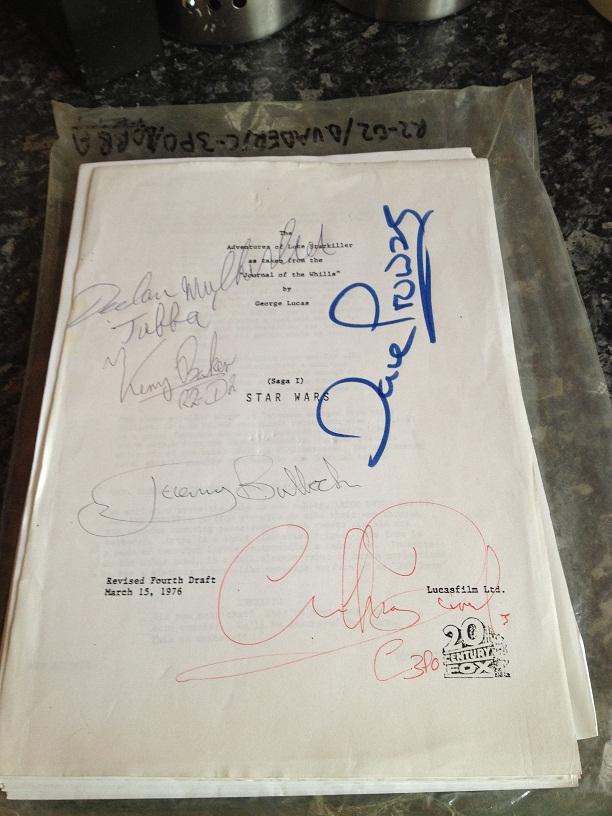 R2-D2/DVADER/C-3PO/BOBBA
The
Adventures of Luke Starkiller
as taken from the
"Journal of the Whills"
by
George Lucas
Declan Mulholland
Jabba
Kenny Baker
R2-D2
Dave Prowse
(Saga I)
STAR WARS
Jeremy Bulloch
Revised Fourth Draft
March 15, 1976
Lucasfilm Ltd.
C3PO
20th
CENTURY
FOX